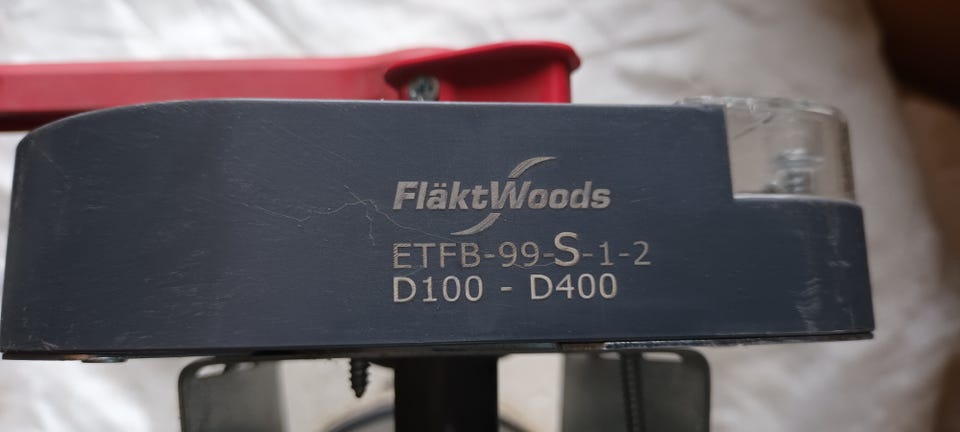 FläktWoods
ETFB-99-S-1-2
D100 - D400